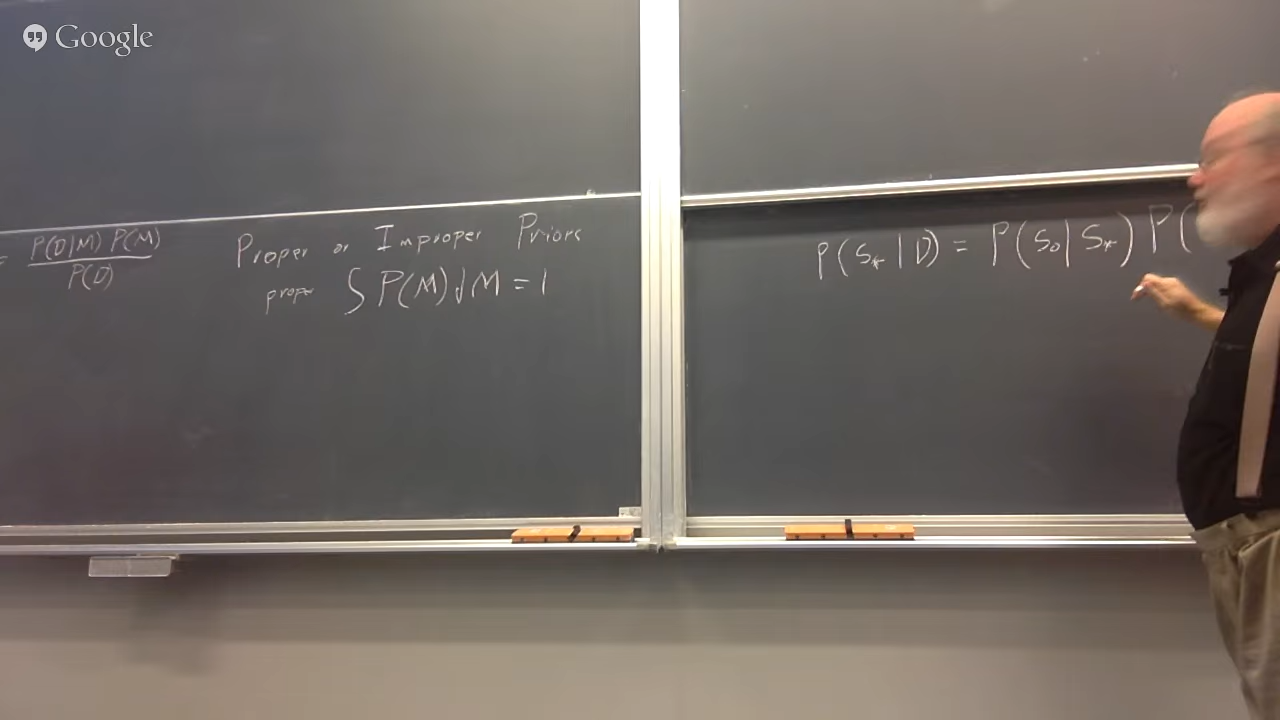 Google
= P(D|M) P(M)
P(D)
Proper or Improper Priors
proper ∫ P(M) dM = 1
P(S* | D) = P(S₀ | S*) P(